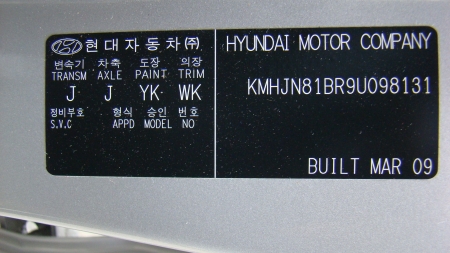 현대자동차(주)
변속기 차축 도장 의장
TRANSM AXLE PAINT TRIM
J J YK WK
정비부호 형식 승인 번호
S.V.C APPD MODEL NO
HYUNDAI MOTOR COMPANY
KMHJN81BR9U098131
BUILT MAR 09